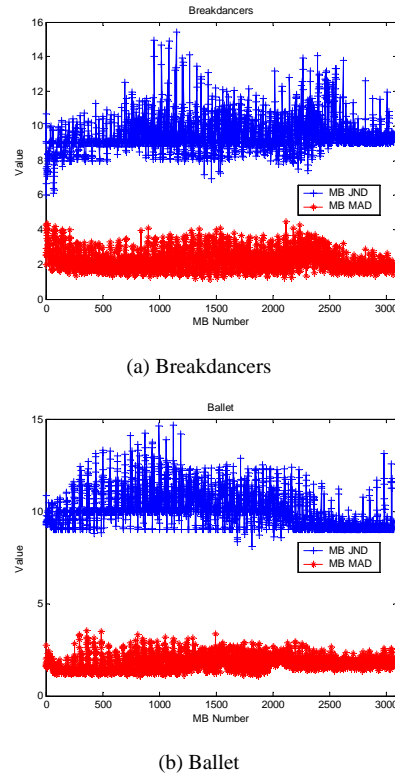 Breakdancers
16
14
12
10
8
6
4
2
0
Value
MB JND
MB MAD
0 500 1000 1500 2000 2500 3000
MB Number
(a) Breakdancers
Ballet
15
10
5
0
Value
MB JND
MB MAD
0 500 1000 1500 2000 2500 3000
MB Number
(b) Ballet